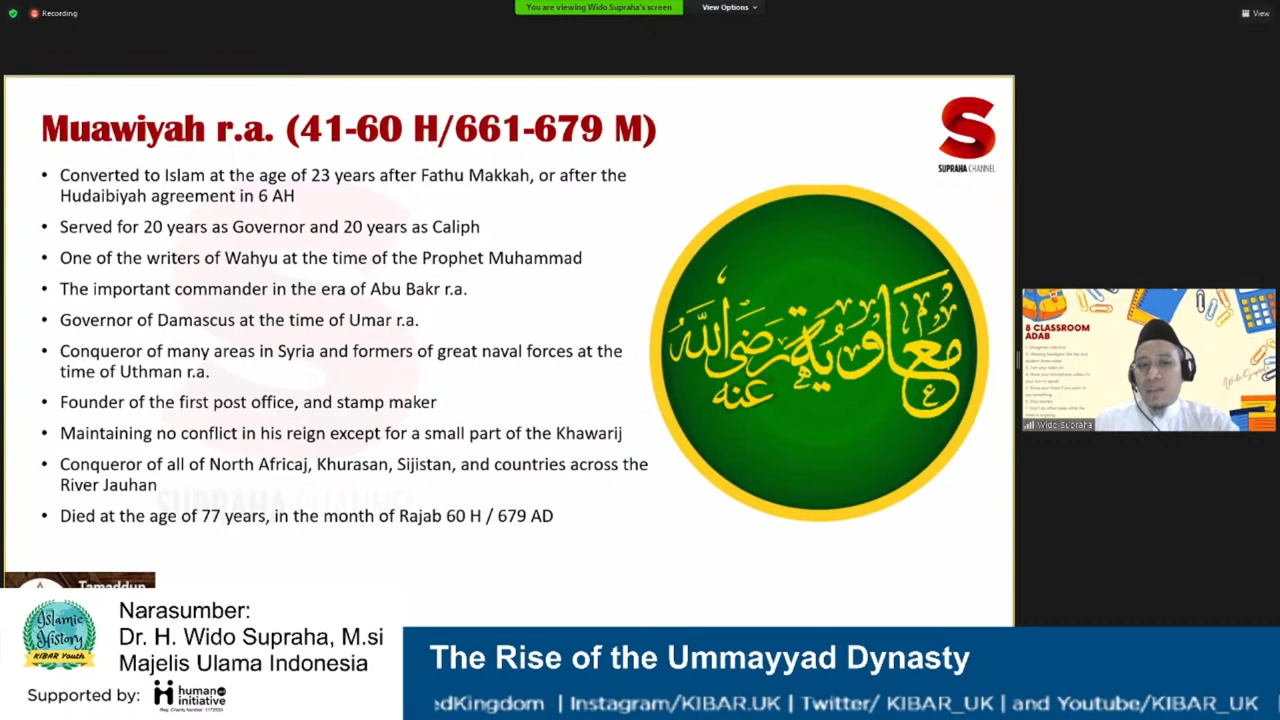 Recording
You are viewing Wido Supraha's screen
View Options
View
Muawiyah r.a. (41-60 H/661-679 M)
SUPRAHA CHANNEL
• Converted to Islam at the age of 23 years after Fathu Makkah, or after the
Hudaibiyah agreement in 6 AH
• Served for 20 years as Governor and 20 years as Caliph
• One of the writers of Wahyu at the time of the Prophet Muhammad
• The important commander in the era of Abu Bakr r.a.
• Governor of Damascus at the time of Umar r.a.
• Conqueror of many areas in Syria and formers of great naval forces at the
time of Uthman r.a.
• Founder of the first post office, and stamp maker
• Maintaining no conflict in his reign except for a small part of the Khawarij
• Conqueror of all of North Africaj, Khurasan, Sijistan, and countries across the
River Jauhan
• Died at the age of 77 years, in the month of Rajab 60 H / 679 AD
معاوية رضي الله
عنه
8 CLASSROOM
ADAB
Wido Supraha
Tamaddun
Islamic
History
KIBAR Youth
Narasumber:
Dr. H. Wido Supraha, M.si
Majelis Ulama Indonesia
Supported by:
human
initiative
The Rise of the Ummayyad Dynasty
edKingdom | Instagram/KIBAR.UK | Twitter/ KIBAR_UK | and Youtube/KIBAR_UK